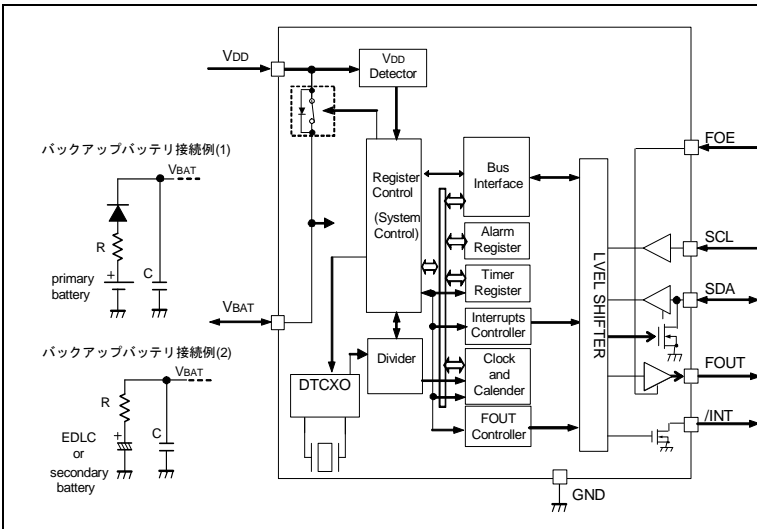 VDD
VDD
Detector
バックアップバッテリ接続例(1)
VBAT
R
+
C
primary
battery
VBAT
バックアップバッテリ接続例(2)
VBAT
R
+
C
EDLC
or
secondary
battery
Register
Control
(System
Control)
Divider
DTCXO
Bus
Interface
Alarm
Register
Timer
Register
Interrupts
Controller
Clock
and
Calender
FOUT
Controller
LVEL SHIFTER
FOE
SCL
SDA
FOUT
/INT
GND